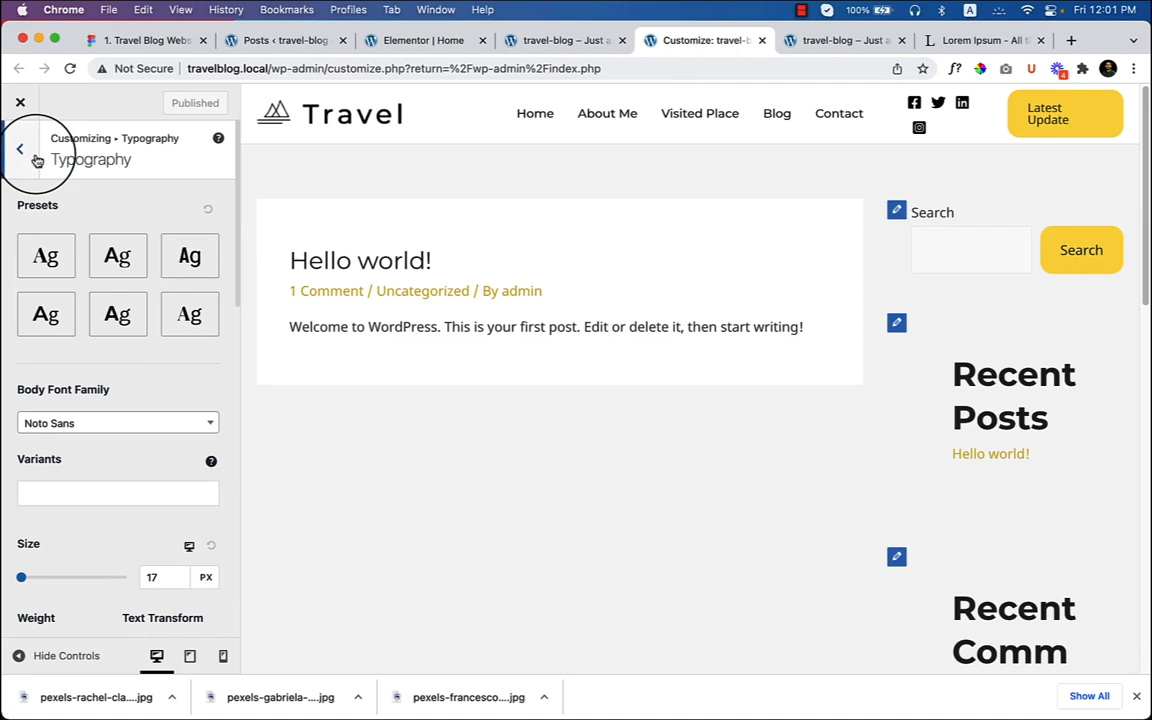 Chrome File Edit View History Bookmarks Profiles Tab Window Help 100% A Fri 12:01 PM
1. Travel Blog Webs Posts ‹ travel-blog Elementor | Home travel-blog – Just a Customize: travel-b travel-blog – Just a Lorem Ipsum - All t
Not Secure travelblog.local/wp-admin/customize.php?return=%2Fwp-admin%2Findex.php f? U 4
Published
Customizing ▸ Typography
Typography
Travel
Home About Me Visited Place Blog Contact
Latest
Update
Presets
Ag Ag Ag
Ag Ag Ag
Body Font Family
Noto Sans
Variants
Size
17 PX
Weight Text Transform
Hide Controls
Hello world!
1 Comment / Uncategorized / By admin
Welcome to WordPress. This is your first post. Edit or delete it, then start writing!
Search
Search
Recent
Posts
Hello world!
Recent
Comm
pexels-rachel-cla....jpg pexels-gabriela-....jpg pexels-francesco....jpg Show All